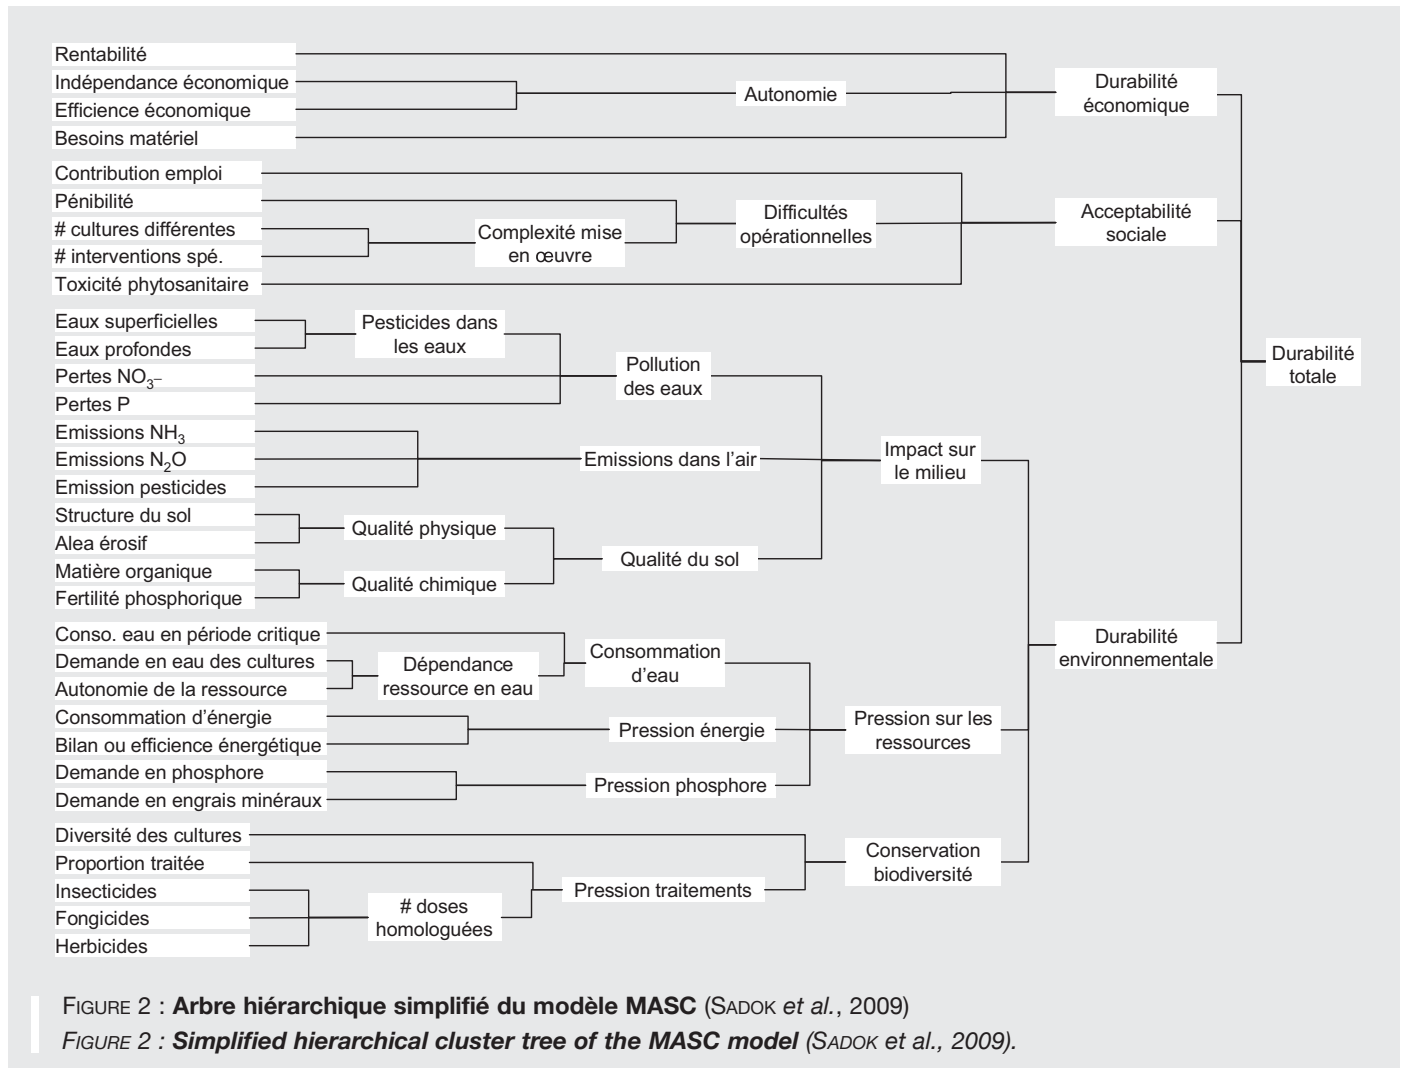 Rentabilité
Indépendance économique
Efficience économique
Besoins matériel
Autonomie
Durabilité
économique
Contribution emploi
Pénibilité
# cultures différentes
# interventions spé.
Toxicité phytosanitaire
Complexité mise
en œuvre
Difficultés
opérationnelles
Acceptabilité
sociale
Eaux superficielles
Eaux profondes
Pertes NO3–
Pertes P
Emissions NH3
Emissions N2O
Emission pesticides
Structure du sol
Alea érosif
Matière organique
Fertilité phosphorique
Pesticides dans
les eaux
Pollution
des eaux
Emissions dans l’air
Qualité physique
Qualité chimique
Qualité du sol
Impact sur
le milieu
Durabilité
totale
Conso. eau en période critique
Demande en eau des cultures
Autonomie de la ressource
Consommation d’énergie
Bilan ou efficience énergétique
Demande en phosphore
Demande en engrais minéraux
Dépendance
ressource en eau
Consommation
d’eau
Pression énergie
Pression phosphore
Pression sur les
ressources
Durabilité
environnementale
Diversité des cultures
Proportion traitée
Insecticides
Fongicides
Herbicides
# doses
homologuées
Pression traitements
Conservation
biodiversité
FIGURE 2 : Arbre hiérarchique simplifié du modèle MASC (SADOK et al., 2009)
FIGURE 2 : Simplified hierarchical cluster tree of the MASC model (SADOK et al., 2009).